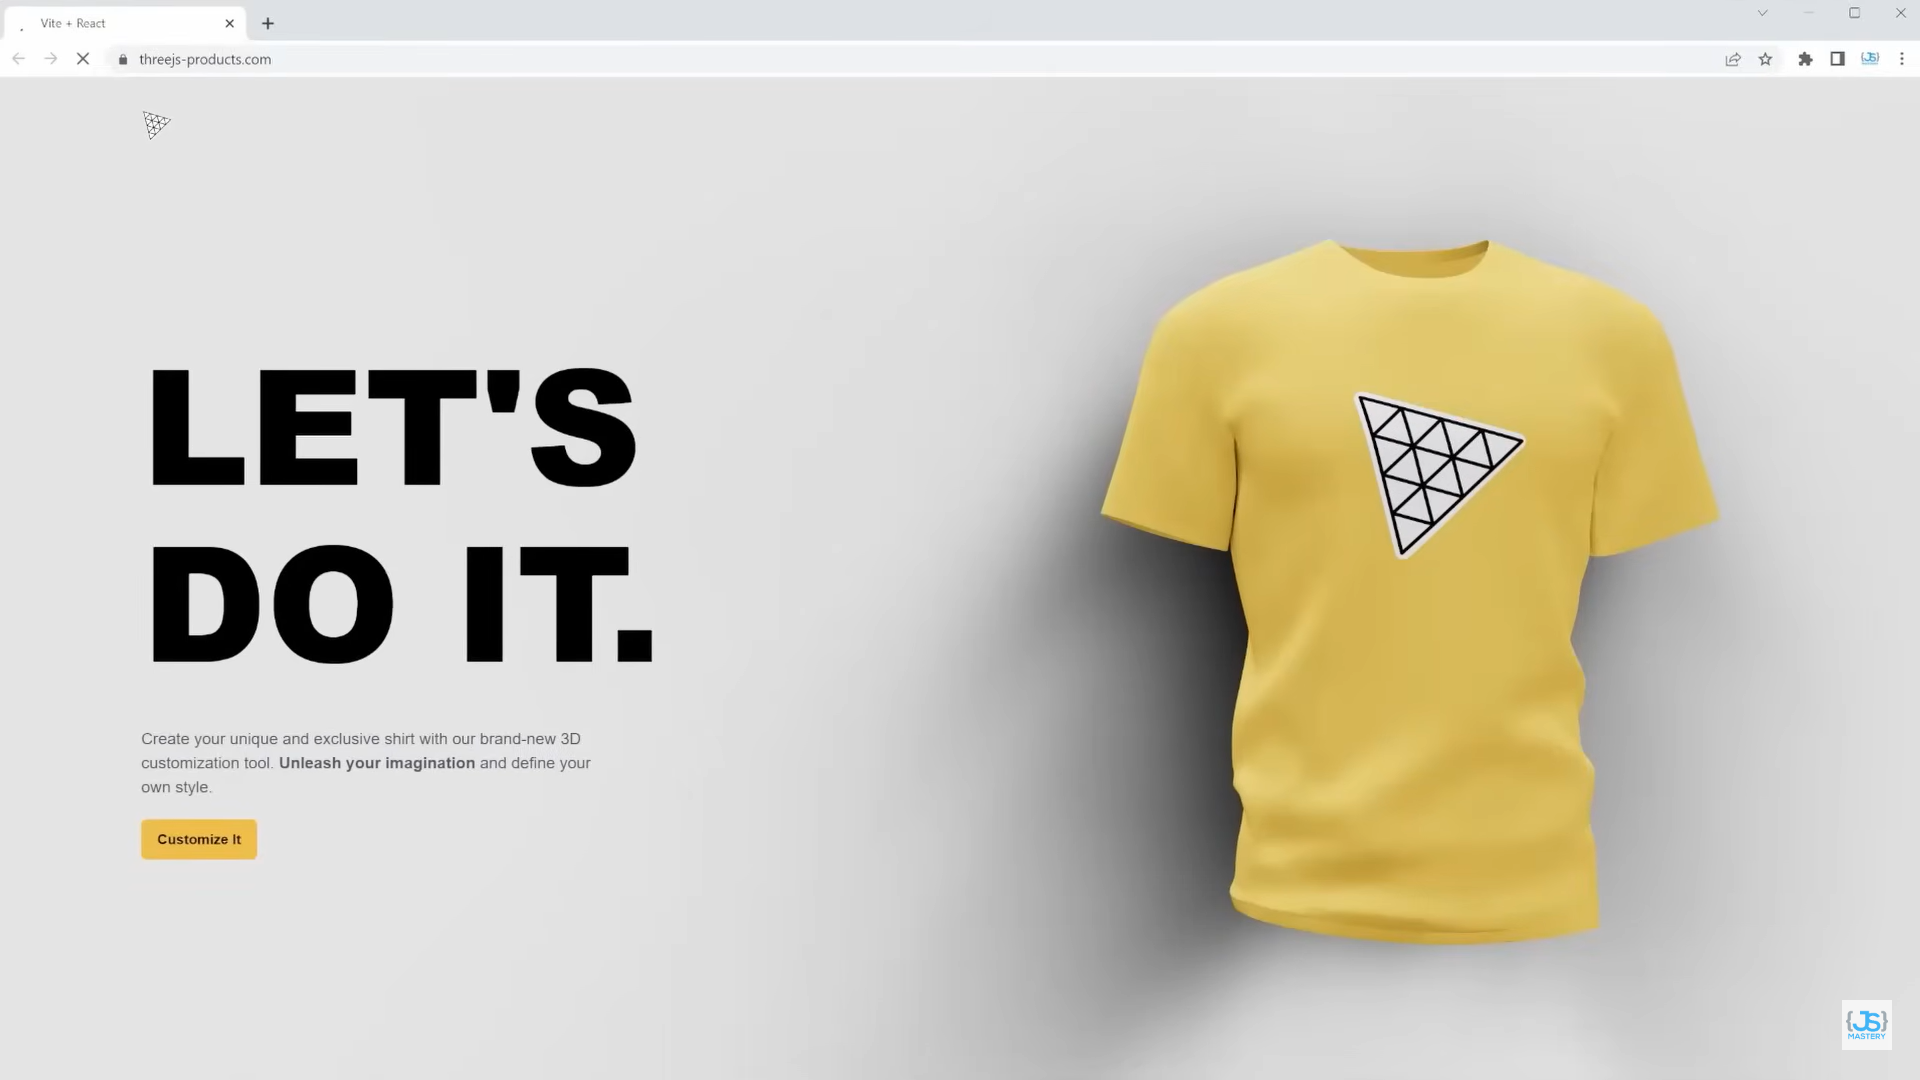 Vite + React
threejs-products.com
{JS}
LET'S
DO IT.
Create your unique and exclusive shirt with our brand-new 3D
customization tool. Unleash your imagination and define your
own style.
Customize It
{JS}
MASTERY